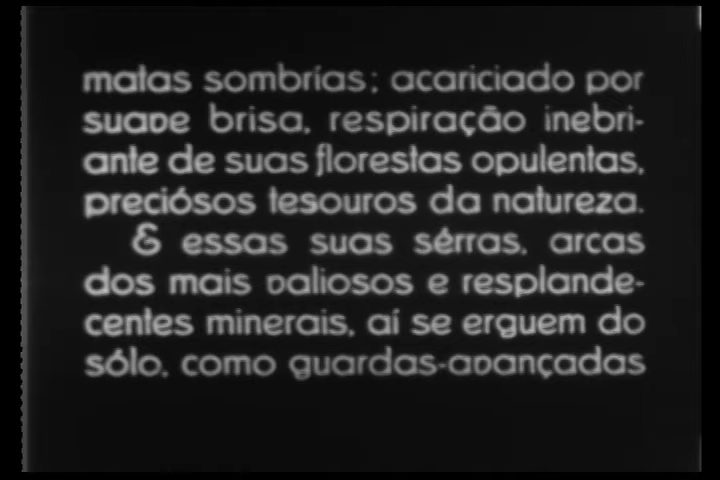 matas sombrías; acariciado por
suave brisa, respiração inebri-
ante de suas florestas opulentas,
preciósos tesouros da natureza.
E essas suas sérras, arcas
dos mais valiosos e resplande-
centes minerais, aí se erguem do
sólo, como guardas-avançadas